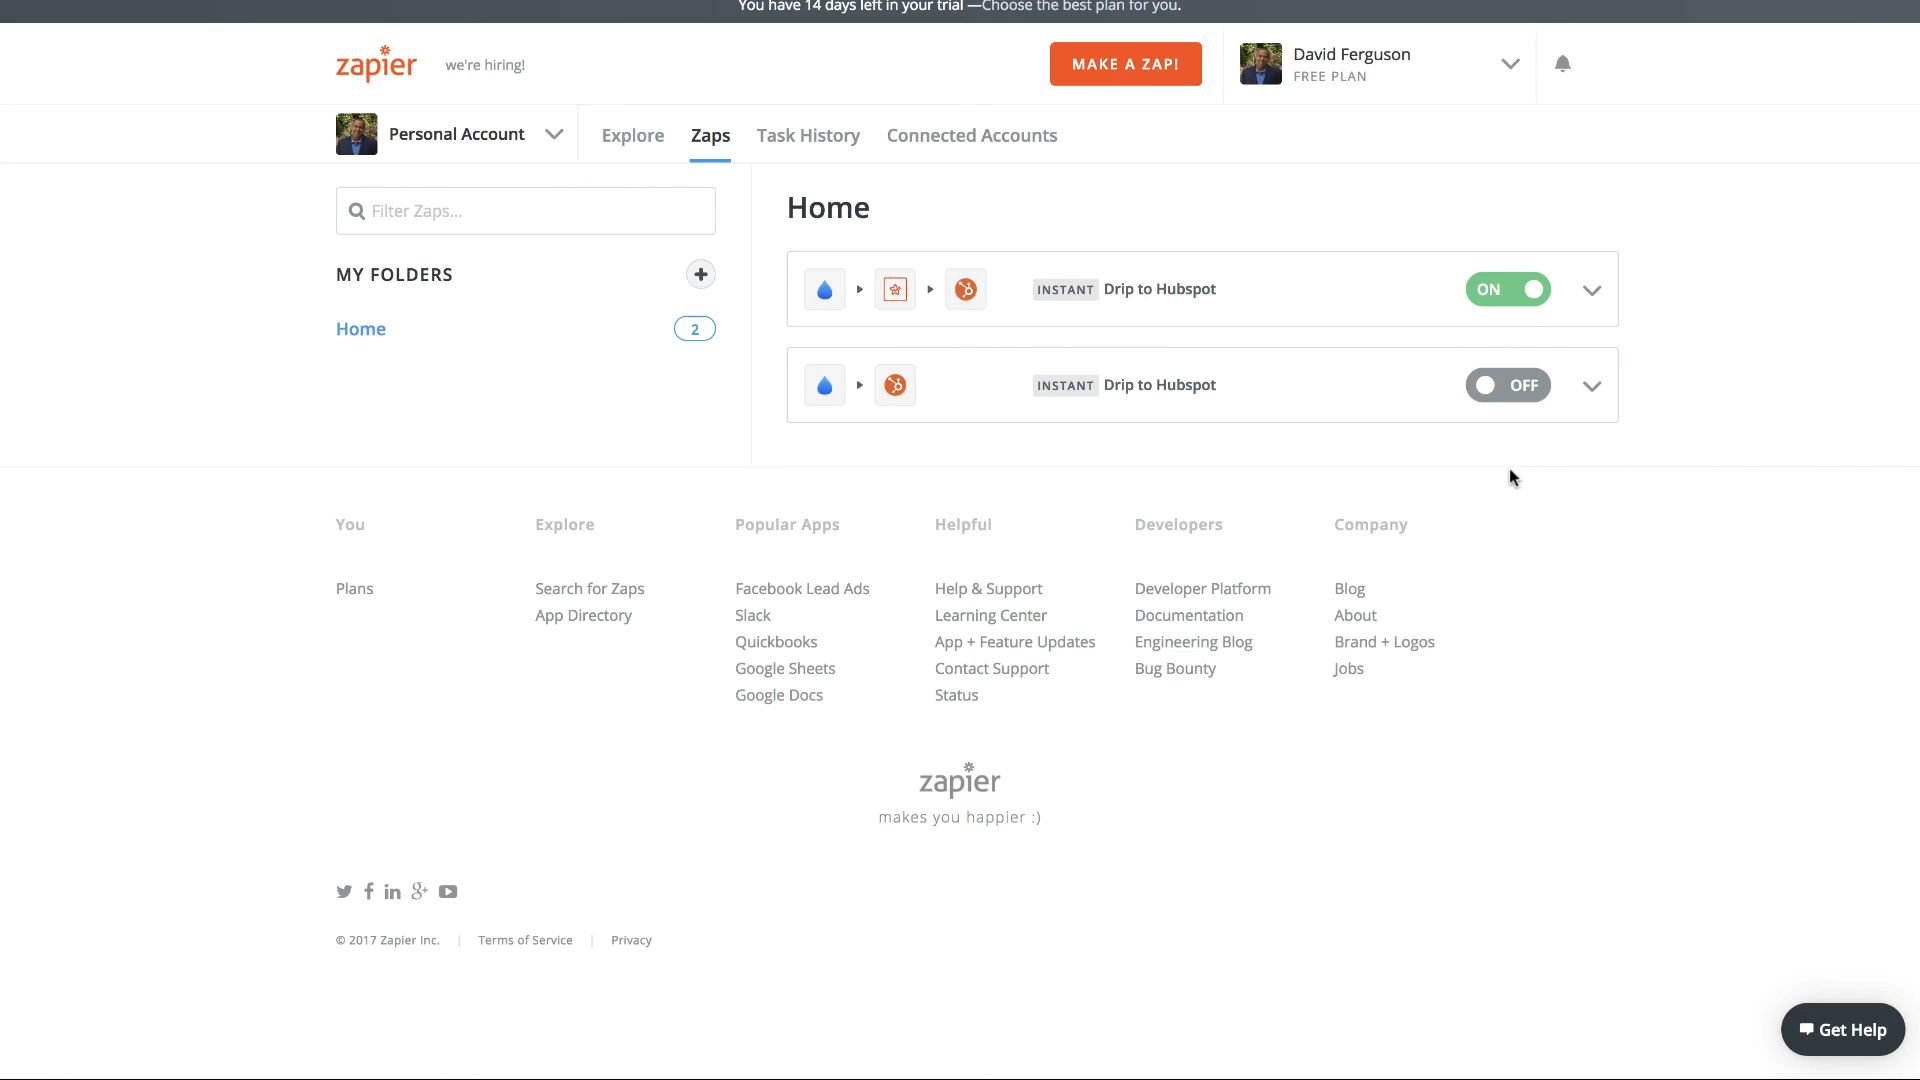 You have 14 days left in your trial —Choose the best plan for you.
zapier we're hiring!
MAKE A ZAP!
David Ferguson
FREE PLAN
Personal Account
Explore Zaps Task History Connected Accounts
Filter Zaps...
MY FOLDERS
Home 2
Home
INSTANT Drip to Hubspot ON
INSTANT Drip to Hubspot OFF
You
Plans
Explore
Search for Zaps
App Directory
Popular Apps
Facebook Lead Ads
Slack
Quickbooks
Google Sheets
Google Docs
Helpful
Help & Support
Learning Center
App + Feature Updates
Contact Support
Status
Developers
Developer Platform
Documentation
Engineering Blog
Bug Bounty
Company
Blog
About
Brand + Logos
Jobs
zapier
makes you happier :)
© 2017 Zapier Inc. | Terms of Service | Privacy
Get Help